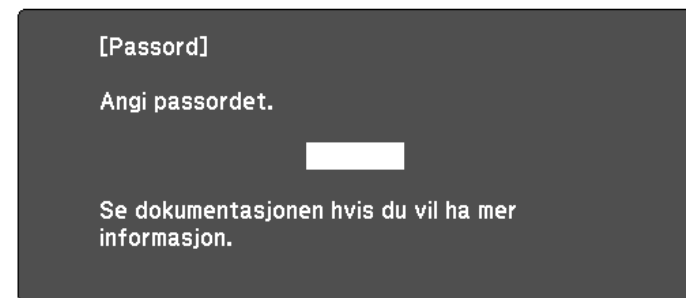 [Passord]
Angi passordet.
Se dokumentasjonen hvis du vil ha mer
informasjon.